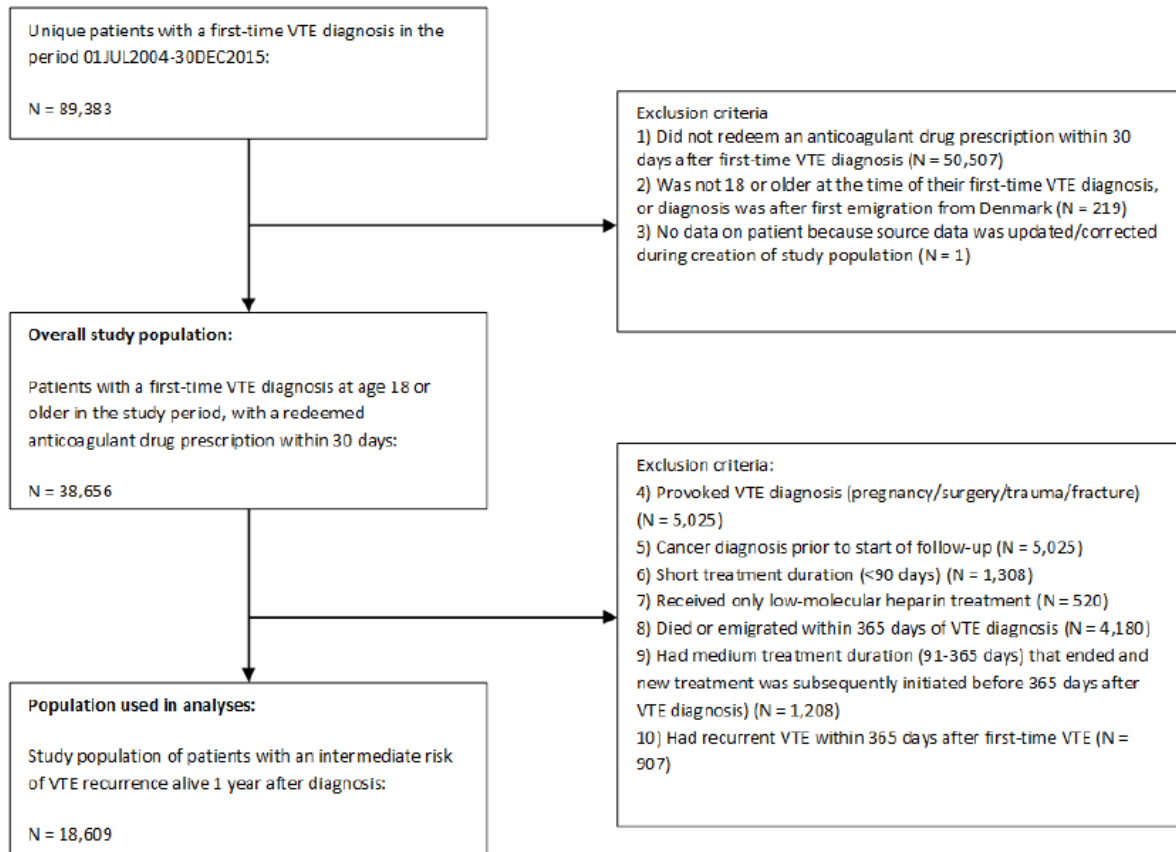 Unique patients with a first-time VTE diagnosis in the
period 01JUL2004-30DEC2015:
N = 89,383
Exclusion criteria
1) Did not redeem an anticoagulant drug prescription within 30
days after first-time VTE diagnosis (N = 50,507)
2) Was not 18 or older at the time of their first-time VTE diagnosis,
or diagnosis was after first emigration from Denmark (N = 219)
3) No data on patient because source data was updated/corrected
during creation of study population (N = 1)
Overall study population:
Patients with a first-time VTE diagnosis at age 18 or
older in the study period, with a redeemed
anticoagulant drug prescription within 30 days:
N = 38,656
Exclusion criteria:
4) Provoked VTE diagnosis (pregnancy/surgery/trauma/fracture)
(N = 5,025)
5) Cancer diagnosis prior to start of follow-up (N = 5,025)
6) Short treatment duration (<90 days) (N = 1,308)
7) Received only low-molecular heparin treatment (N = 520)
8) Died or emigrated within 365 days of VTE diagnosis (N = 4,180)
9) Had medium treatment duration (91-365 days) that ended and
new treatment was subsequently initiated before 365 days after
VTE diagnosis) (N = 1,208)
10) Had recurrent VTE within 365 days after first-time VTE (N =
907)
Population used in analyses:
Study population of patients with an intermediate risk
of VTE recurrence alive 1 year after diagnosis:
N = 18,609